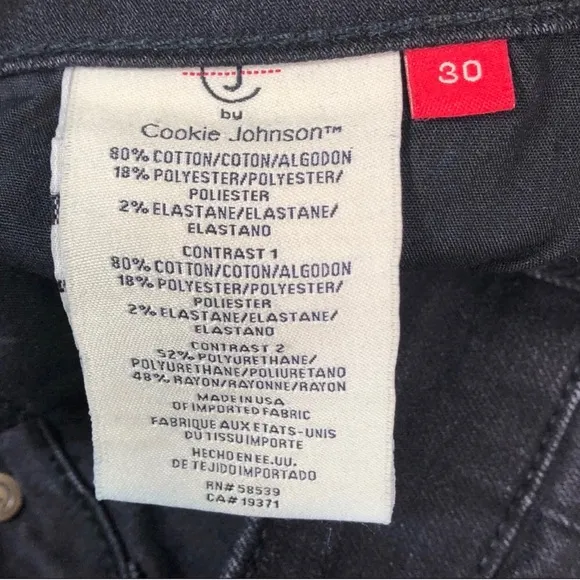 J
by
Cookie Johnson™
30
80% COTTON/COTON/ALGODON
18% POLYESTER/POLYESTER/
POLIESTER
2% ELASTANE/ELASTANE/
ELASTANO
CONTRAST 1
80% COTTON/COTON/ALGODON
18% POLYESTER/POLYESTER/
POLIESTER
2% ELASTANE/ELASTANE/
ELASTANO
CONTRAST 2
52% POLYURETHANE/
POLYURETHANE/POLIURETANO
48% RAYON/RAYONNE/RAYON
MADE IN USA
OF IMPORTED FABRIC
FABRIQUE AUX ETATS-UNIS
DU TISSU IMPORTE
HECHO EN EE.UU.
DE TEJIDO IMPORTADO
RN# 58539
CA# 19371